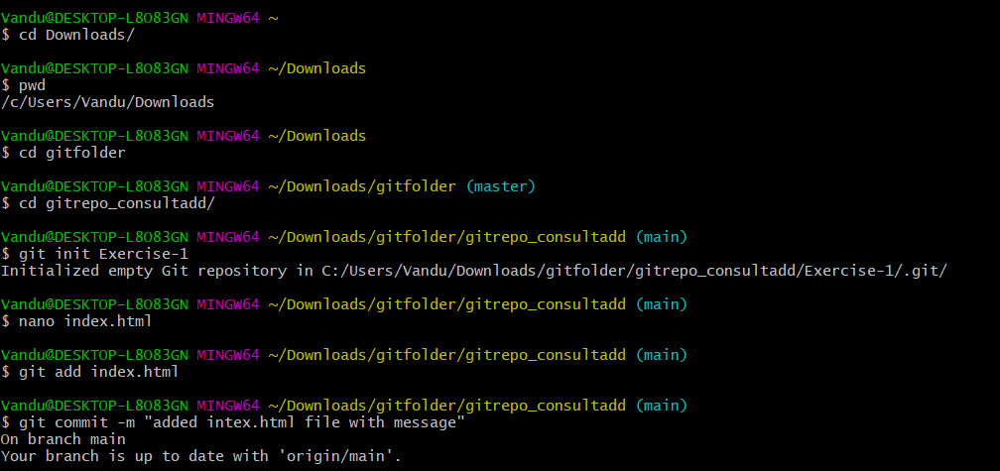 Vandu@DESKTOP-L8O83GN MINGW64 ~
$ cd Downloads/
Vandu@DESKTOP-L8O83GN MINGW64 ~/Downloads
$ pwd
/c/Users/Vandu/Downloads
Vandu@DESKTOP-L8O83GN MINGW64 ~/Downloads
$ cd gitfolder
Vandu@DESKTOP-L8O83GN MINGW64 ~/Downloads/gitfolder (master)
$ cd gitrepo_consultadd/
Vandu@DESKTOP-L8O83GN MINGW64 ~/Downloads/gitfolder/gitrepo_consultadd (main)
$ git init Exercise-1
Initialized empty Git repository in C:/Users/Vandu/Downloads/gitfolder/gitrepo_consultadd/Exercise-1/.git/
Vandu@DESKTOP-L8O83GN MINGW64 ~/Downloads/gitfolder/gitrepo_consultadd (main)
$ nano index.html
Vandu@DESKTOP-L8O83GN MINGW64 ~/Downloads/gitfolder/gitrepo_consultadd (main)
$ git add index.html
Vandu@DESKTOP-L8O83GN MINGW64 ~/Downloads/gitfolder/gitrepo_consultadd (main)
$ git commit -m "added intex.html file with message"
On branch main
Your branch is up to date with 'origin/main'.